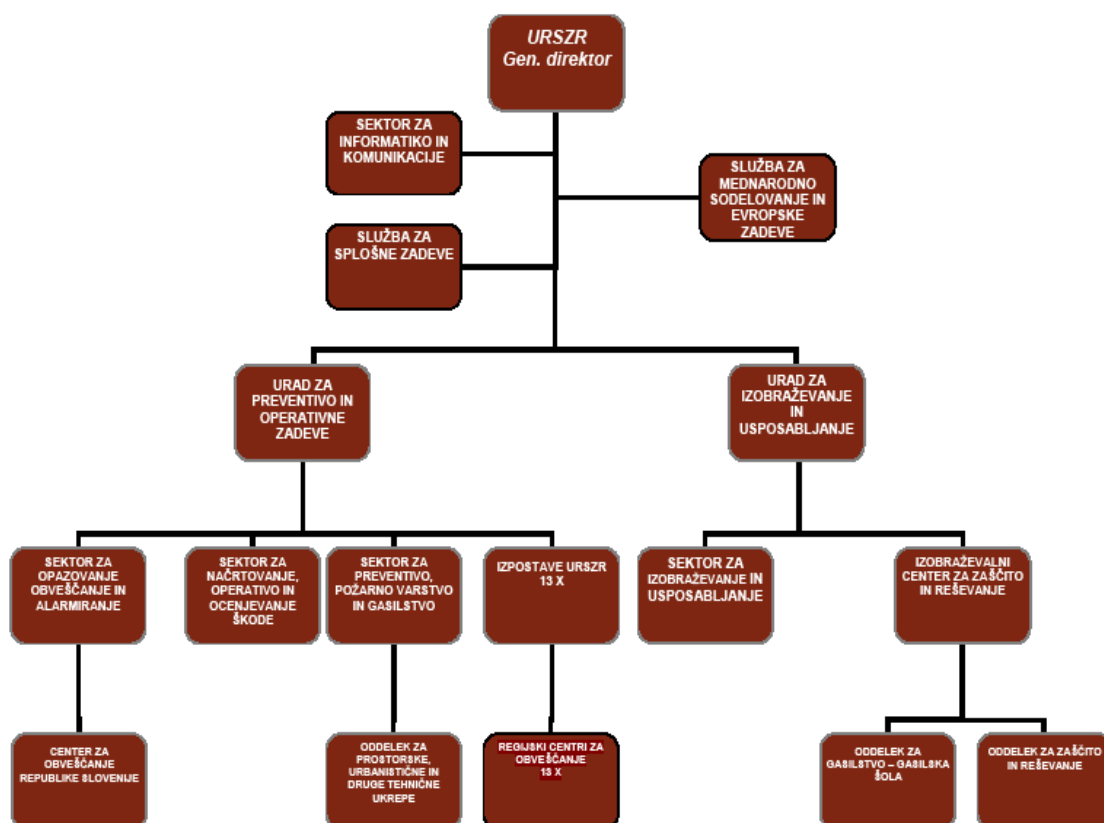 URSZR
Gen. direktor
SEKTOR ZA
INFORMATIKO IN
KOMUNIKACIJE
SLUŽBA ZA
MEDNARODNO
SODELOVANJE IN
EVROPSKE
ZADEVE
SLUŽBA ZA
SPLOŠNE ZADEVE
URAD ZA
PREVENTIVO IN
OPERATIVNE
ZADEVE
URAD ZA
IZOBRAŽEVANJE
IN
USPOSABLJANJE
SEKTOR ZA
OPAZOVANJE
OBVEŠČANJE IN
ALARMIRANJE
SEKTOR ZA
NAČRTOVANJE,
OPERATIVO IN
OCENJEVANJE
ŠKODE
SEKTOR ZA
PREVENTIVO,
POŽARNO VARSTVO
IN GASILSTVO
IZPOSTAVE URSZR
13 X
SEKTOR ZA
IZOBRAŽEVANJE IN
USPOSABLJANJE
IZOBRAŽEVALNI
CENTER ZA ZAŠČITO
IN REŠEVANJE
CENTER ZA
OBVEŠČANJE
REPUBLIKE SLOVENIJE
ODDELEK ZA
PROSTORSKE,
URBANISTIČNE IN
DRUGE TEHNIČNE
UKREPE
REGIJSKI CENTRI ZA
OBVEŠČANJE
13 X
ODDELEK ZA
GASILSTVO – GASILSKA
ŠOLA
ODDELEK ZA ZAŠČITO
IN REŠEVANJE